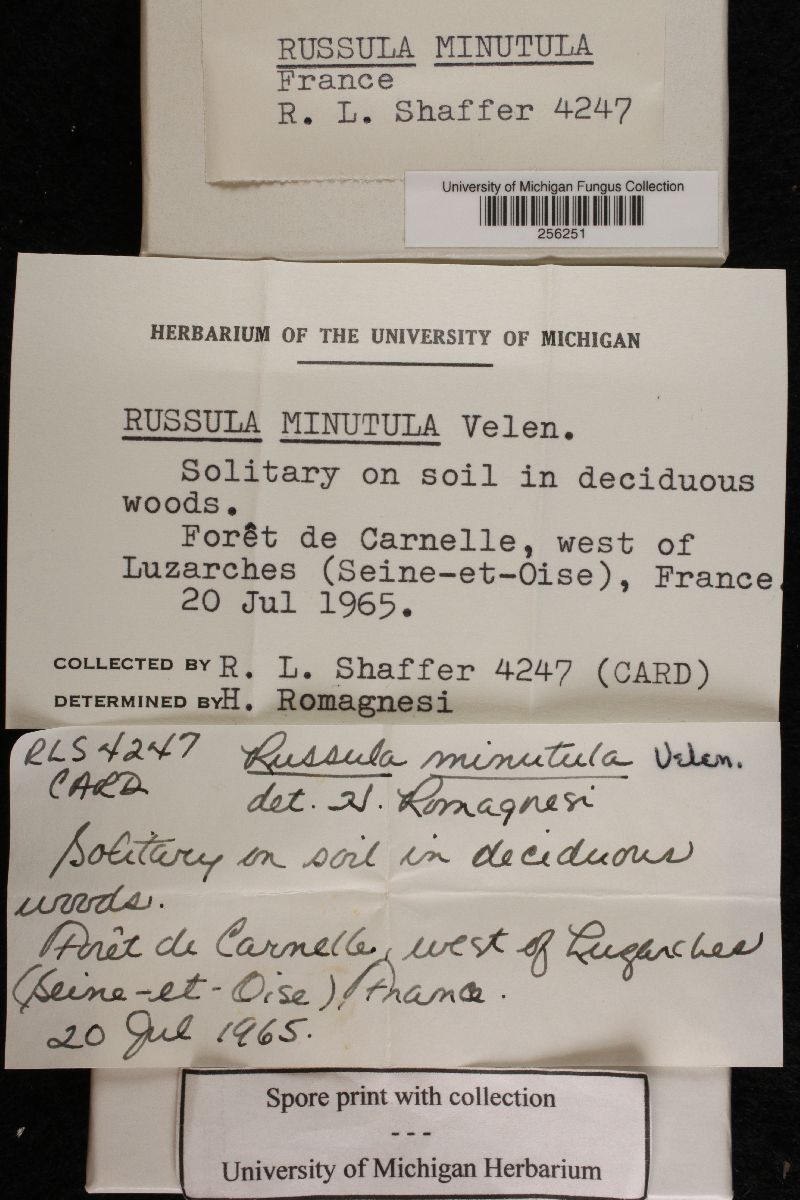 RUSSULA MINUTULA
France
R. L. Shaffer 4247
University of Michigan Fungus Collection
256251
HERBARIUM OF THE UNIVERSITY OF MICHIGAN
RUSSULA MINUTULA Velen.
Solitary on soil in deciduous
woods.
Forêt de Carnelle, west of
Luzarches (Seine-et-Oise), France.
20 Jul 1965.
COLLECTED BY R. L. Shaffer 4247 (CARD)
DETERMINED BY H. Romagnesi
RLS 4247 Russula minutula Velen.
CARD det. H. Romagnesi
Solitary on soil in deciduous
woods.
Forêt de Carnelle, west of Luzarches
(Seine-et-Oise), France.
20 Jul 1965.
Spore print with collection
---
University of Michigan Herbarium